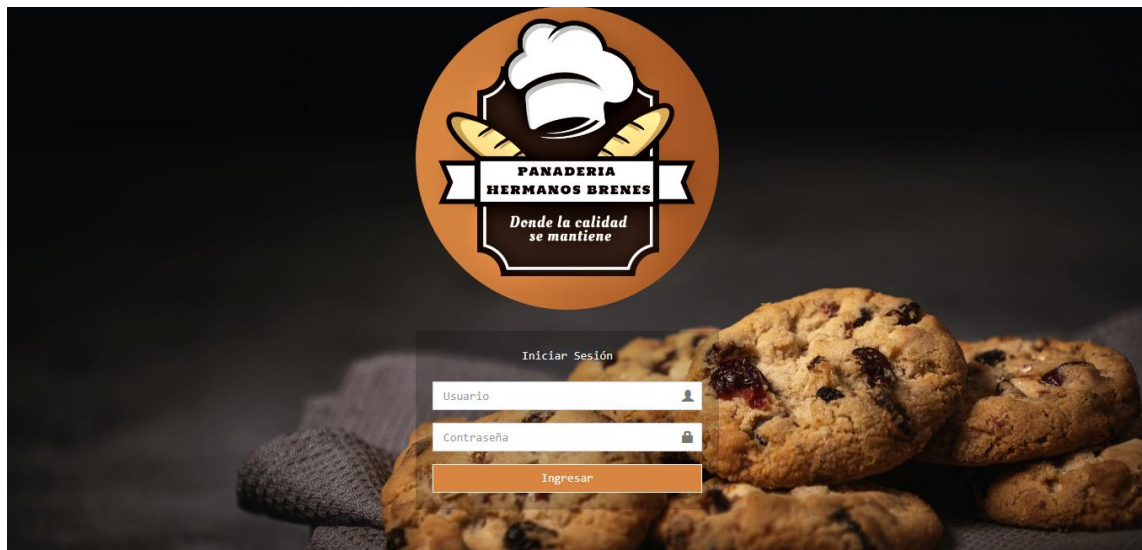 PANADERIA
HERMANOS BRENES
Donde la calidad
se mantiene
Iniciar Sesión
Usuario
Contraseña
Ingresar